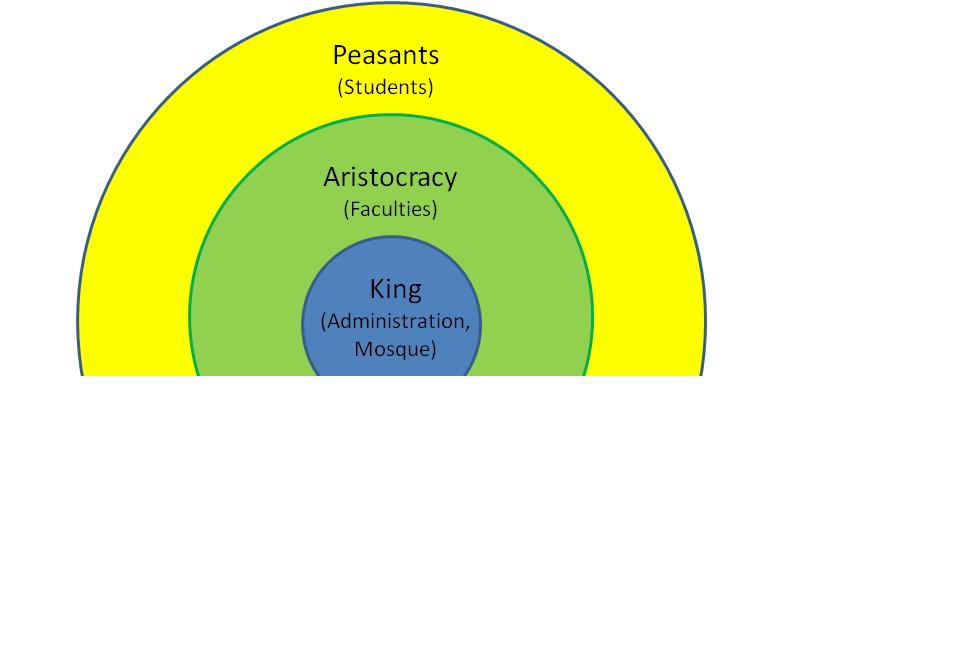 Peasants
(Students)
Aristocracy
(Faculties)
King
(Administration,
Mosque)